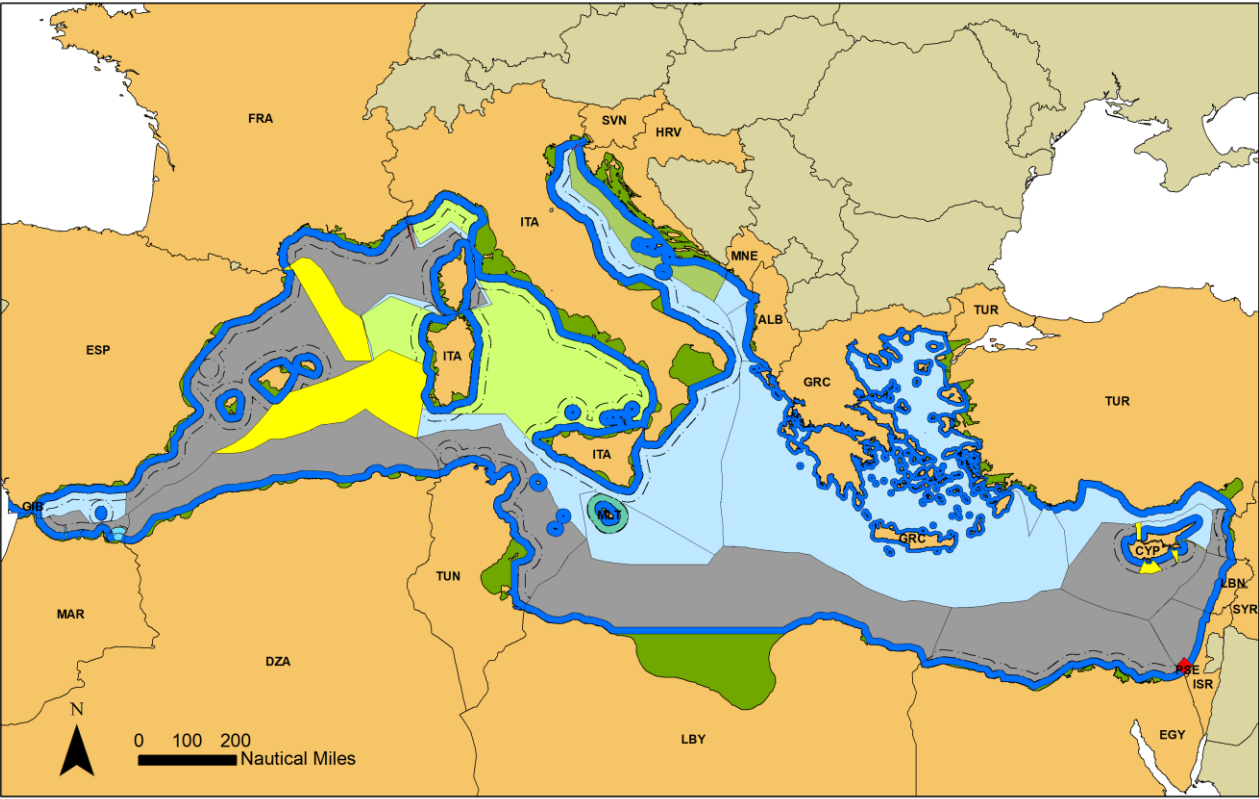 FRA
SVN
HRV
ITA
MNE
ALB
TUR
ESP
ITA
GRC
TUR
ITA
GIB
MLT
GRC
CYP
TUN
LBN
SYR
MAR
DZA
PSE
ISR
LBY
EGY
N
0 100 200
Nautical Miles